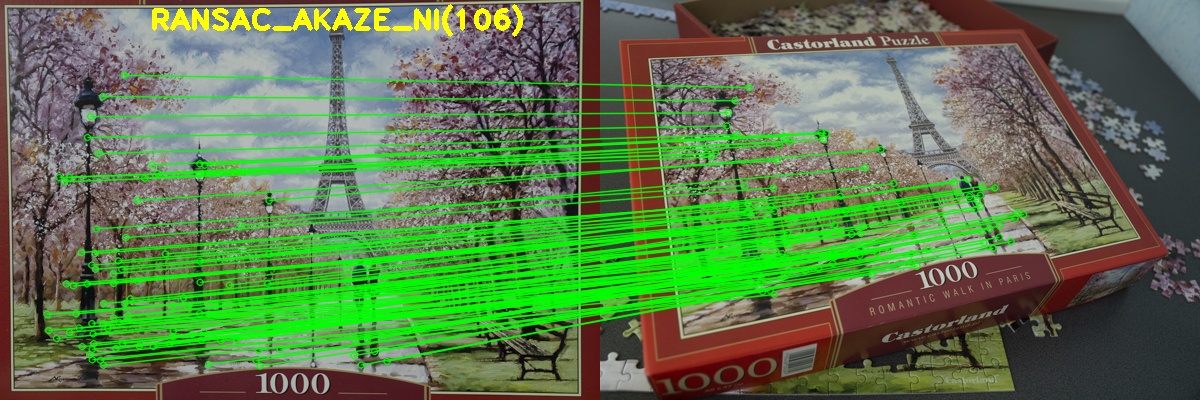 RANSAC_AKAZE_NI(106)
1000
Castorland Puzzle
1000
ROMANTIC WALK IN PARIS
Castorland
1000